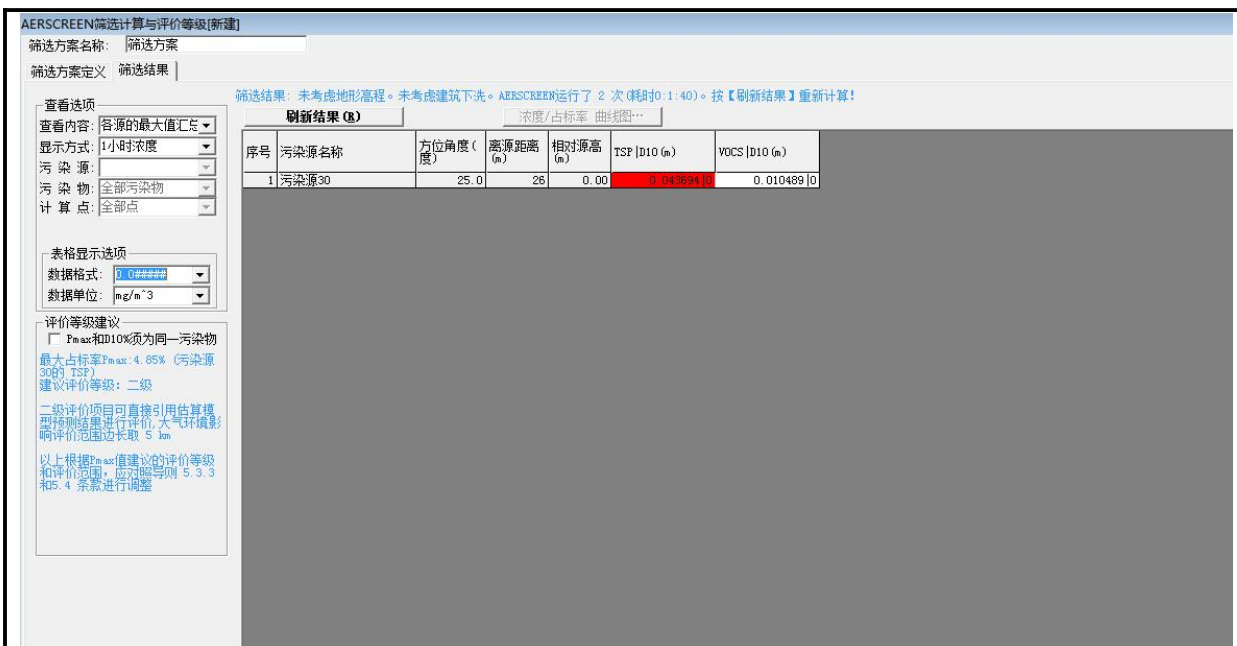 AERSCREEN筛选计算与评价等级[新建]
筛选方案名称: 筛选方案
筛选方案定义 筛选结果
筛选结果: 未考虑地形高程。未考虑建筑下洗。AERSCREEN运行了 2 次(耗时0:1:40)。按【刷新结果】重新计算!
查看选项
查看内容: 各源的最大值汇总
显示方式: 1小时浓度
污 染 源:
污 染 物: 全部污染物
计 算 点: 全部点
刷新结果(R)
浓度/占标率 曲线图…
序号 污染源名称 方位角度(度) 离源距离(m) 相对源高(m) TSP|D10(m) VOCS|D10(m)
1 污染源30 25.0 26 0.00 0.043694|0 0.010489|0
表格显示选项
数据格式: 0.0#####
数据单位: mg/m^3
评价等级建议
Pmax和D10%须为同一污染物
最大占标率Pmax:4.85% (污染源
30的 TSP)
建议评价等级: 二级
二级评价项目可直接引用估算模
型预测结果进行评价,大气环境影
响评价范围边长取 5 km
以上根据Pmax值建议的评价等级
和评价范围,应对照导则 5.3.3
和5.4 条款进行调整